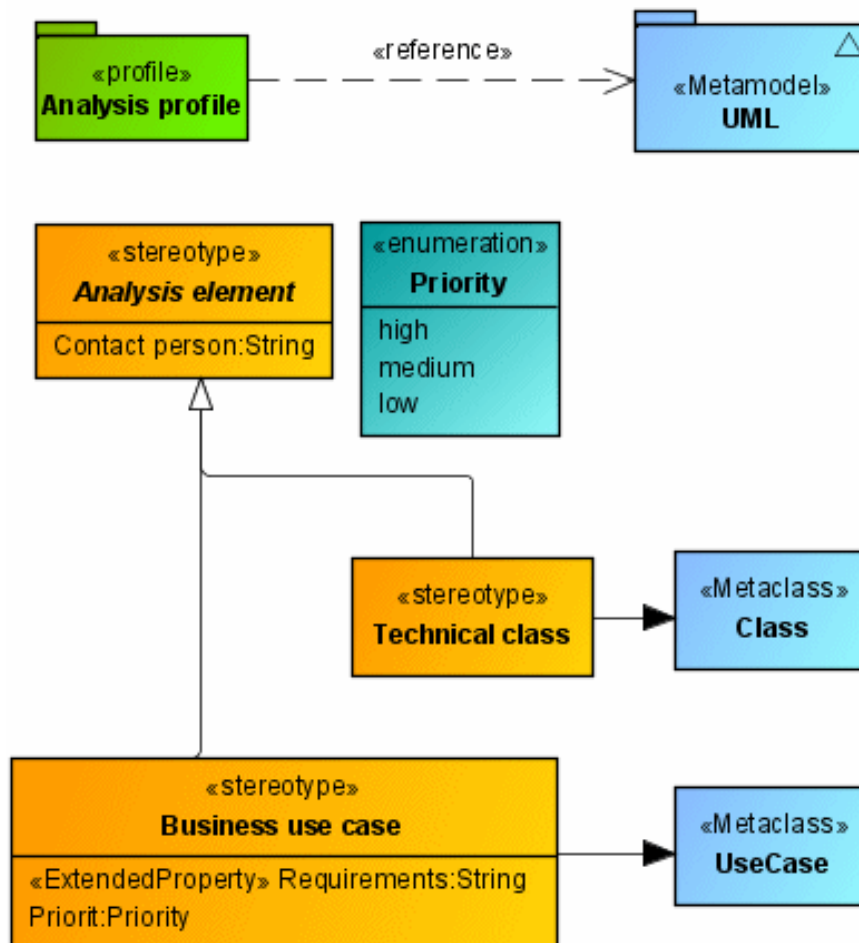 «profile»
Analysis profile
«reference»
«Metamodel»
UML
«stereotype»
Analysis element
Contact person:String
«enumeration»
Priority
high
medium
low
«stereotype»
Technical class
«Metaclass»
Class
«stereotype»
Business use case
«ExtendedProperty» Requirements:String
Priorit:Priority
«Metaclass»
UseCase